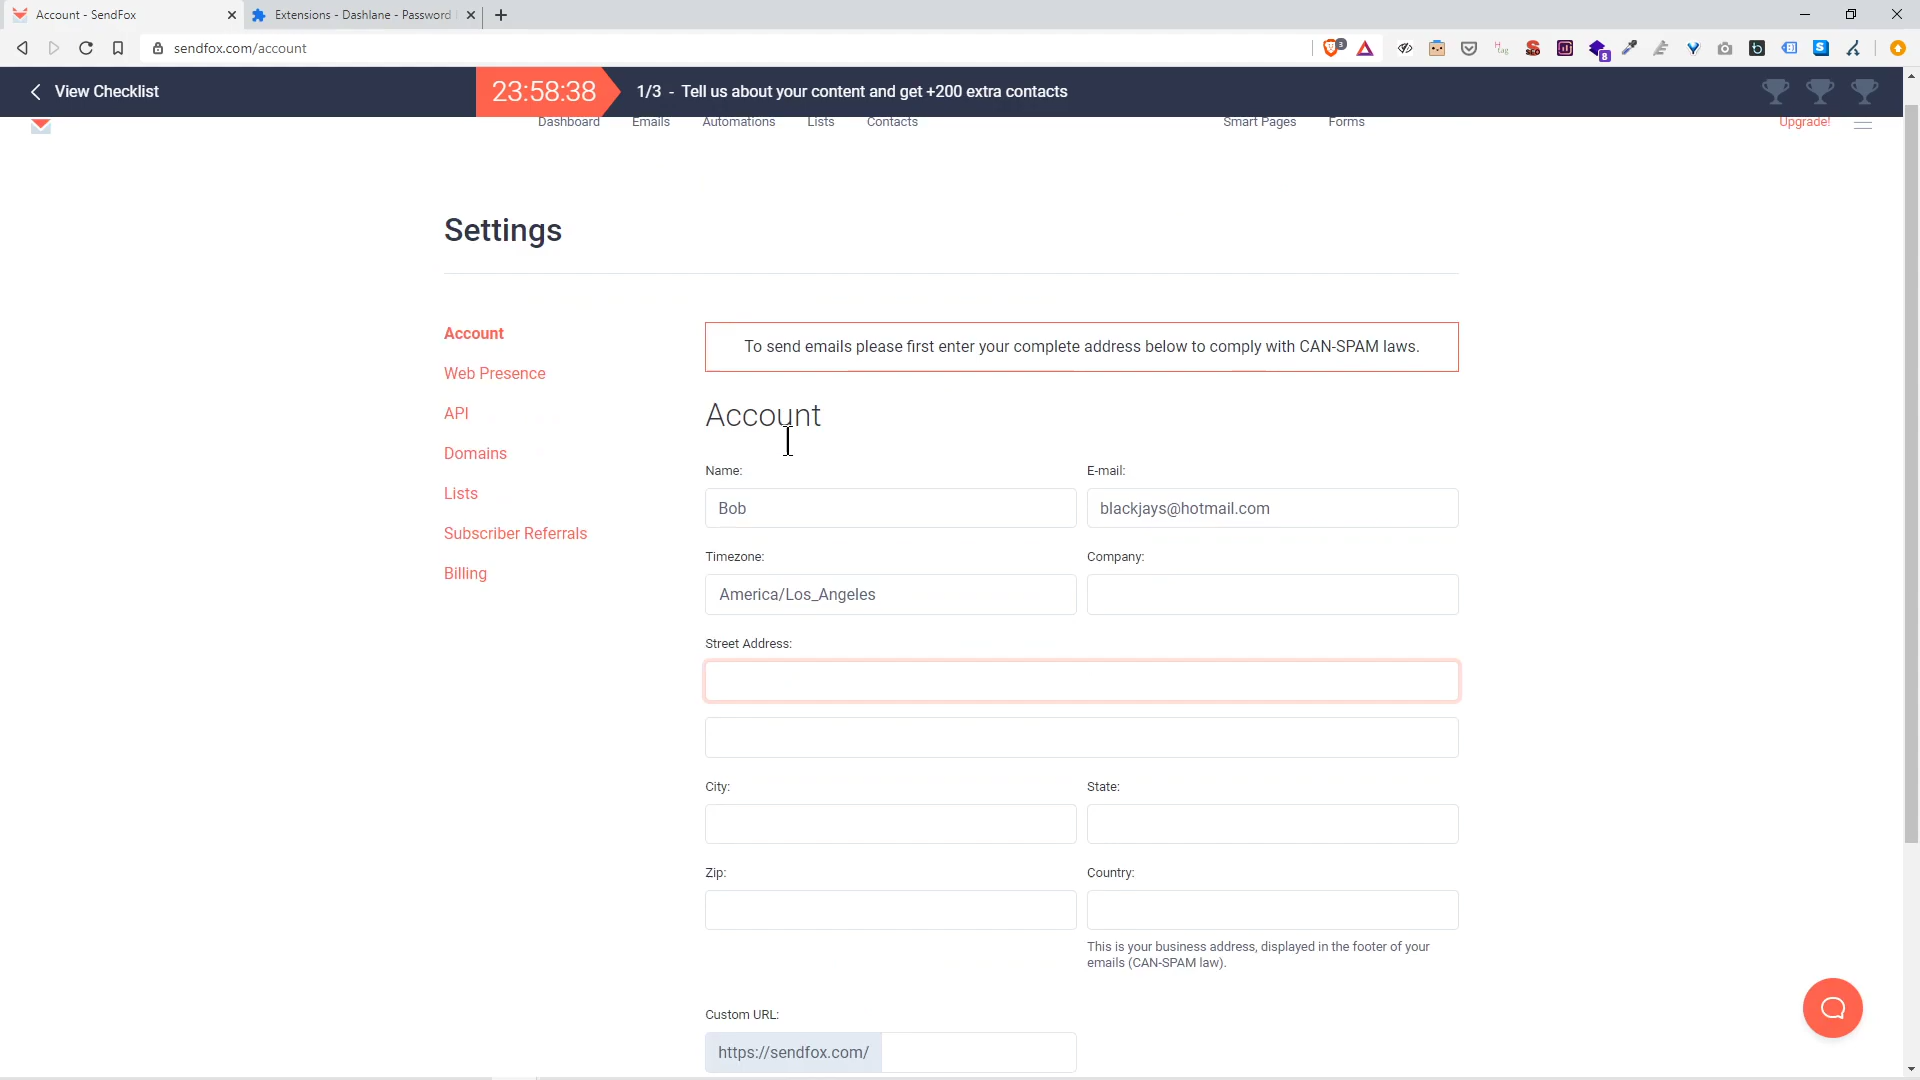 Account - SendFox
Extensions - Dashlane - Password
sendfox.com/account
3
8
View Checklist
23:58:38
1/3 - Tell us about your content and get +200 extra contacts
Dashboard
Emails
Automations
Lists
Contacts
Smart Pages
Forms
Upgrade!
Settings
Account
Web Presence
API
Domains
Lists
Subscriber Referrals
Billing
To send emails please first enter your complete address below to comply with CAN-SPAM laws.
Account
Name:
E-mail:
Bob
blackjays@hotmail.com
Timezone:
Company:
America/Los_Angeles
Street Address:
City:
State:
Zip:
Country:
This is your business address, displayed in the footer of your
emails (CAN-SPAM law).
Custom URL:
https://sendfox.com/